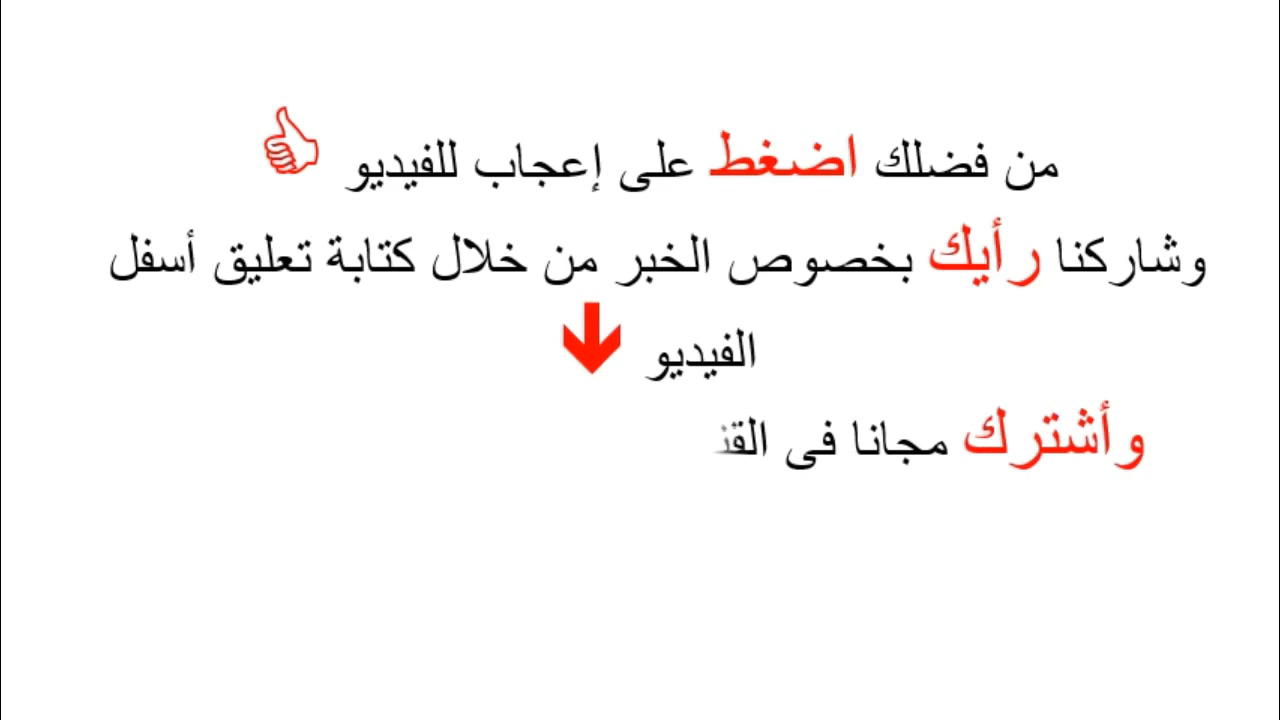 من فضلك اضغط على إعجاب للفيديو
وشاركنا رأيك بخصوص الخبر من خلال كتابة تعليق أسفل
الفيديو
وأشترك مجانا فى